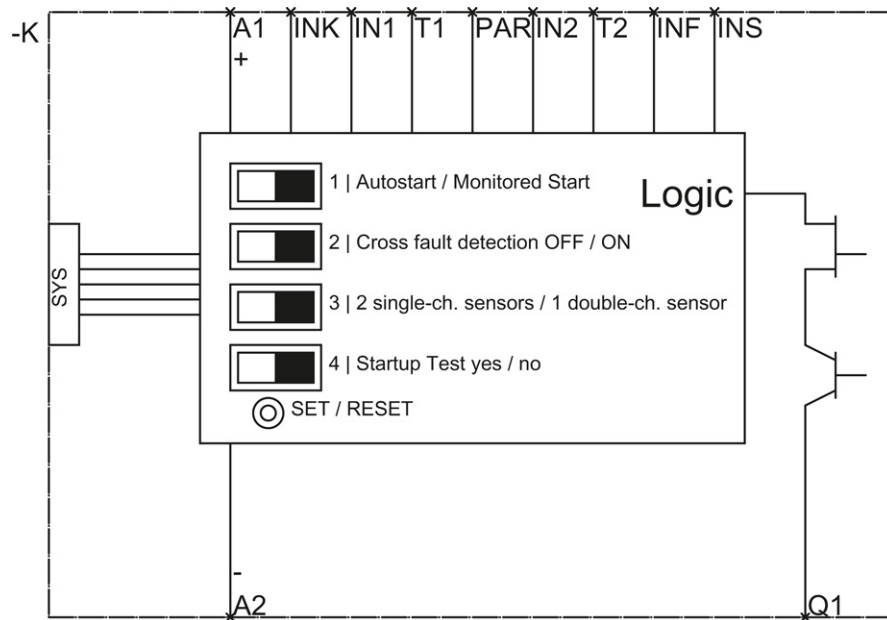 -K
A1 INK IN1 T1 PAR IN2 T2 INF INS
+
1 | Autostart / Monitored Start
Logic
2 | Cross fault detection OFF / ON
SYS
3 | 2 single-ch. sensors / 1 double-ch. sensor
4 | Startup Test yes / no
SET / RESET
-
A2
Q1